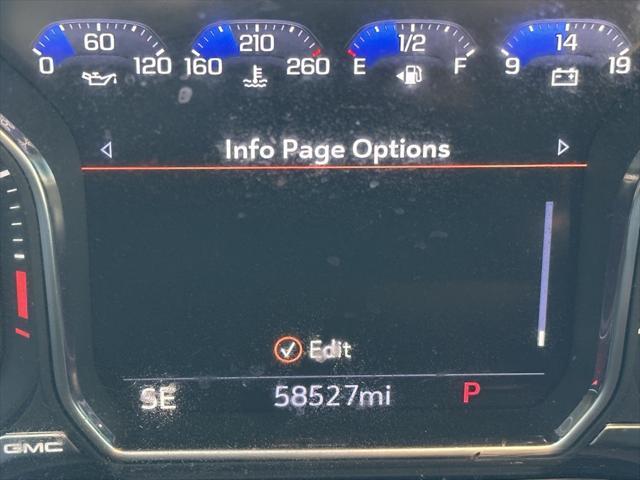 60 210 1/2 14
0 120 160 260 E F 9 19
Info Page Options
Edit
SE 58527mi P
GMC